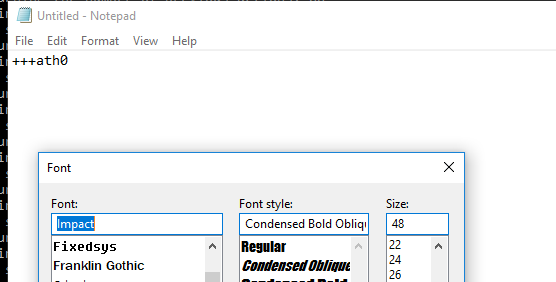 Untitled - Notepad
File Edit Format View Help
+++ath0
Font
Font: Font style: Size:
Impact Condensed Bold Obliqu 48
Fixedsys Regular 22
Franklin Gothic Condensed Oblique 24
26